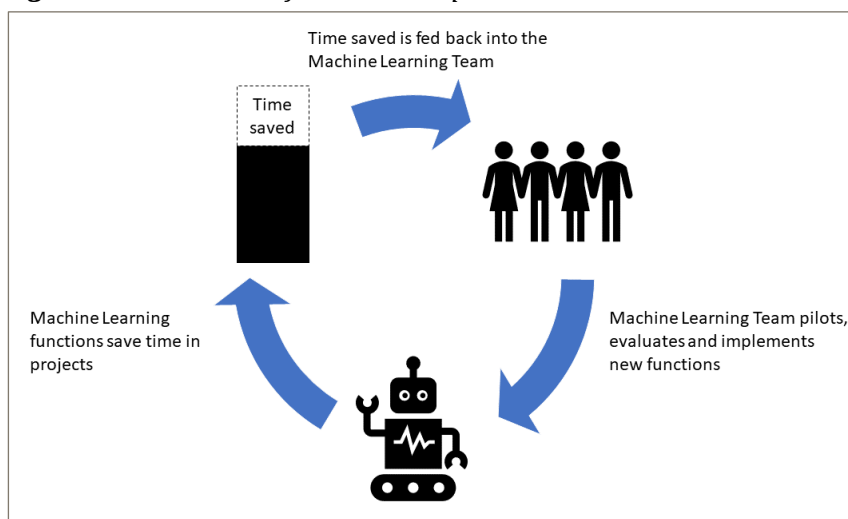 Time saved is fed back into the
Machine Learning Team
Time
saved
Machine Learning
functions save time in
projects
Machine Learning Team pilots,
evaluates and implements
new functions